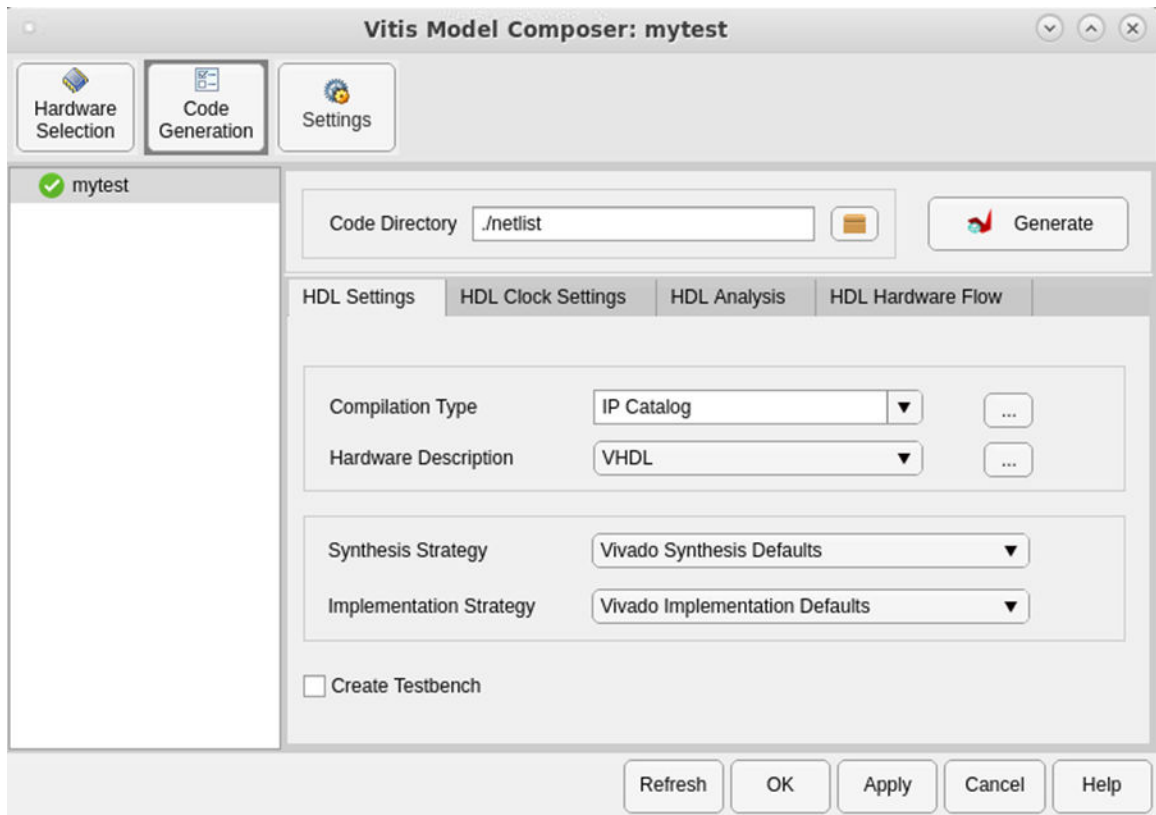 Vitis Model Composer: mytest
Hardware
Selection
Code
Generation
Settings
mytest
Code Directory ./netlist
Generate
HDL Settings HDL Clock Settings HDL Analysis HDL Hardware Flow
Compilation Type IP Catalog ...
Hardware Description VHDL ...
Synthesis Strategy Vivado Synthesis Defaults
Implementation Strategy Vivado Implementation Defaults
Create Testbench
Refresh OK Apply Cancel Help